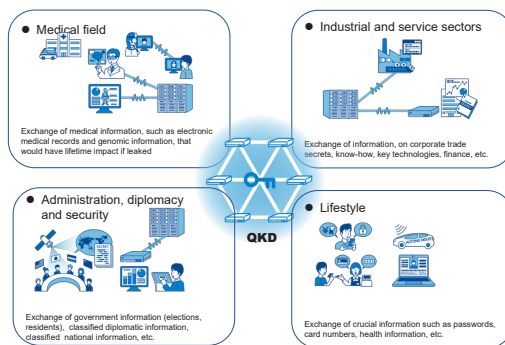 ● Medical field
Exchange of medical information, such as electronic
medical records and genomic information, that
would have lifetime impact if leaked
● Industrial and service sectors
Exchange of information, on corporate trade
secrets, know-how, key technologies, finance, etc.
QKD
● Administration, diplomacy
and security
SECRET
Exchange of government information (elections,
residents), classified diplomatic information,
classified national information, etc.
● Lifestyle
PERSONAL DATA
Exchange of crucial information such as passwords,
card numbers, health information, etc.